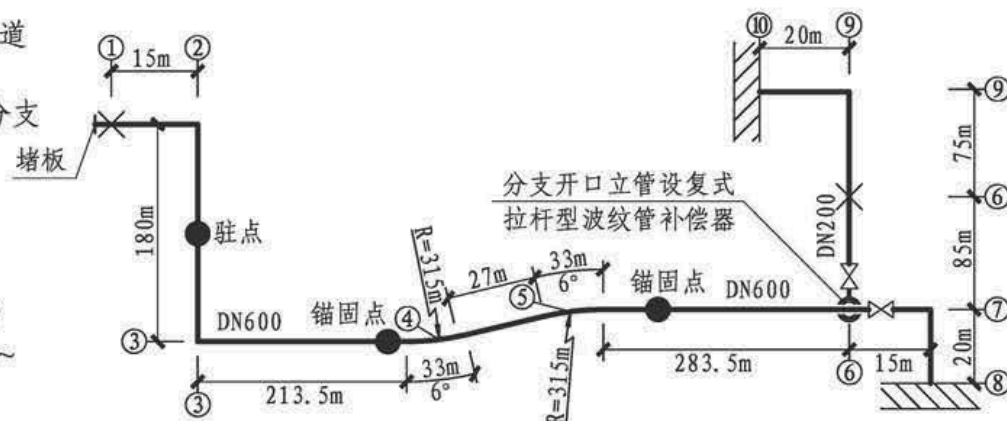 道
① ② 15m
分支
堵板
180m
驻点
③
DN600
锚固点
④
③
213.5m
33m
6°
R=315m
27m
⑤
33m
6°
R=315m
锚固点
DN600
283.5m
⑥
15m
分支开口立管设复式
拉杆型波纹管补偿器
DN200
⑩ 20m ⑨
⑨
75m
⑥
85m
⑦
20m
⑧
~